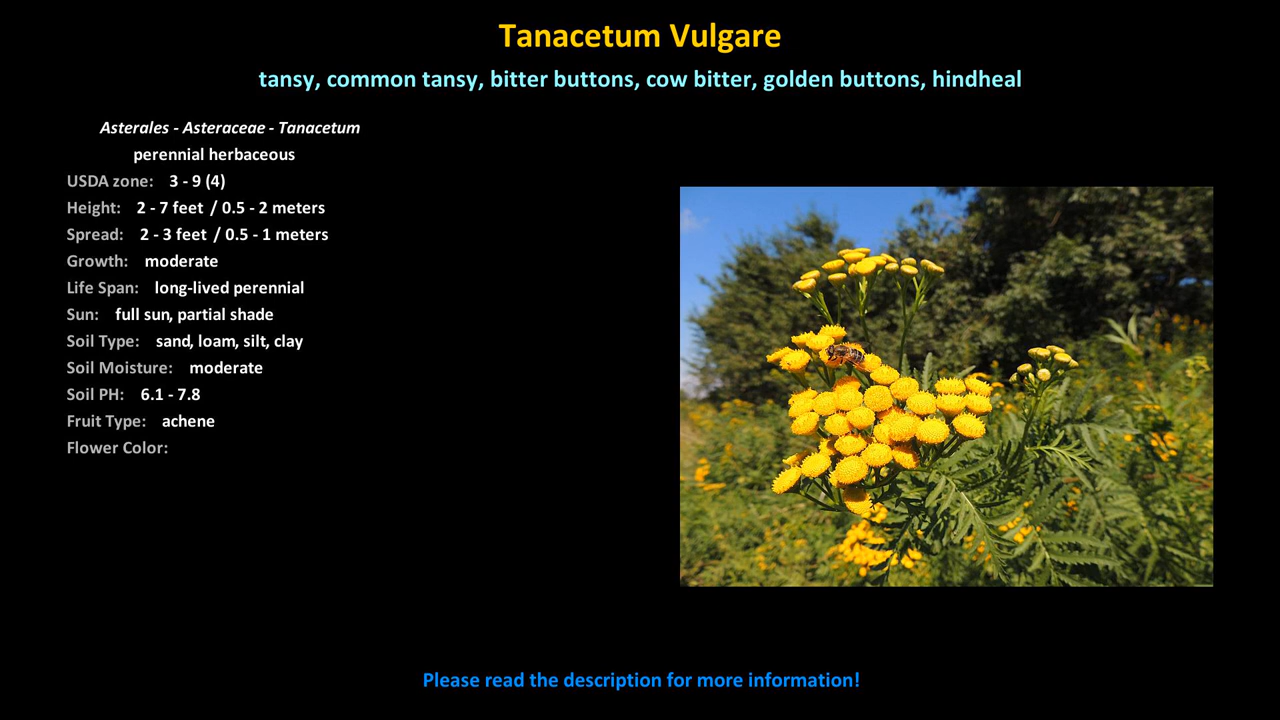 Tanacetum Vulgare
tansy, common tansy, bitter buttons, cow bitter, golden buttons, hindheal
Asterales - Asteraceae - Tanacetum
perennial herbaceous
USDA zone: 3 - 9 (4)
Height: 2 - 7 feet / 0.5 - 2 meters
Spread: 2 - 3 feet / 0.5 - 1 meters
Growth: moderate
Life Span: long-lived perennial
Sun: full sun, partial shade
Soil Type: sand, loam, silt, clay
Soil Moisture: moderate
Soil PH: 6.1 - 7.8
Fruit Type: achene
Flower Color:
Please read the description for more information!